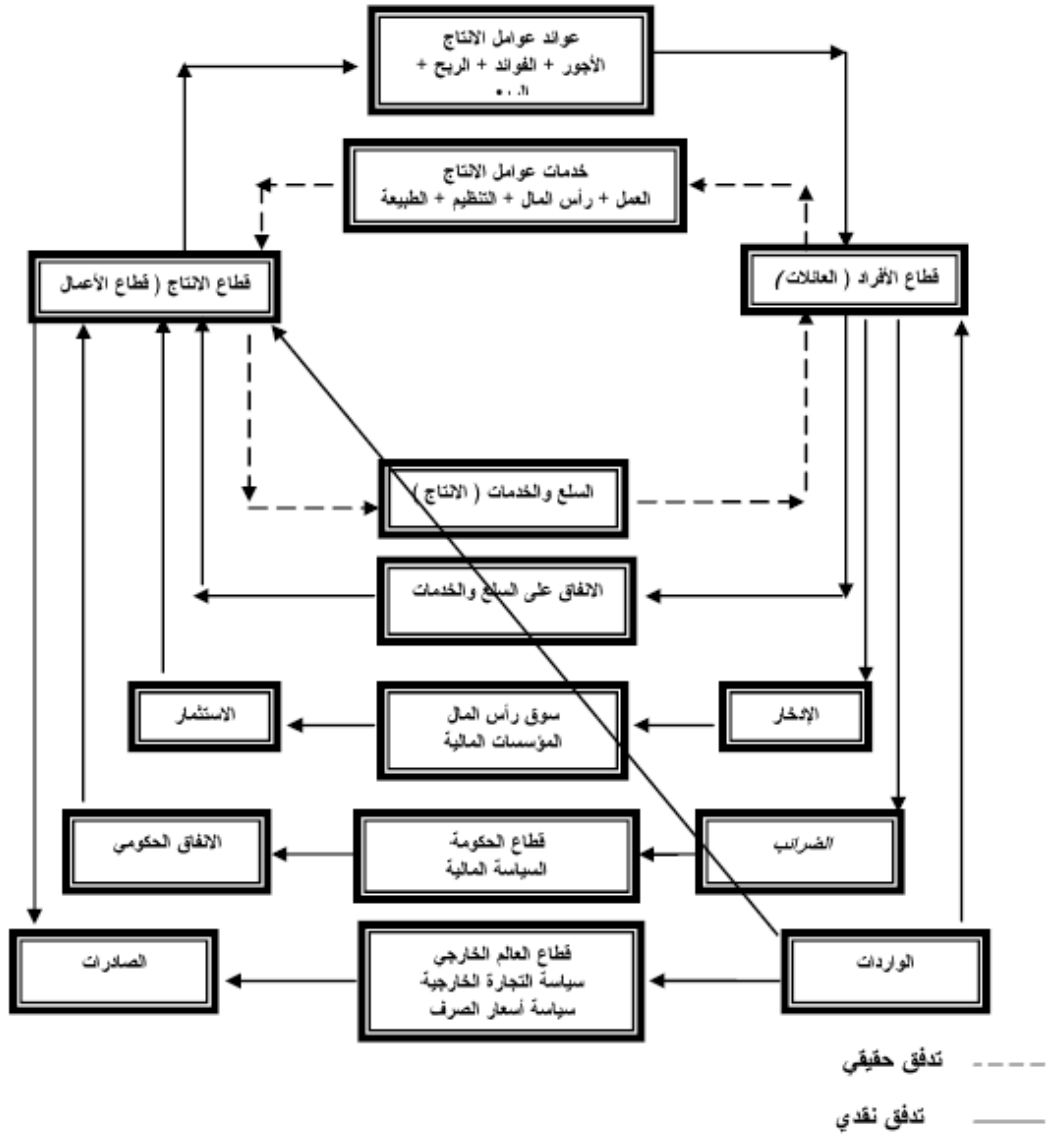 عوائد عوامل الانتاج
الأجور + الفوائد + الربح +
خدمات عوامل الانتاج
العمل + رأس المال + التنظيم + الطبيعة
قطاع الأفراد ( العائلات)
قطاع الانتاج ( قطاع الأعمال
السلع والخدمات ( الانتاج )
الانفاق على السلع والخدمات
الإدخار
سوق رأس المال
المؤسسات المالية
الاستثمار
الضرائب
قطاع الحكومة
السياسة المالية
الانفاق الحكومي
الواردات
قطاع العالم الخارجي
سياسة التجارة الخارجية
سياسة أسعار الصرف
الصادرات
تدفق حقيقي
تدفق نقدي